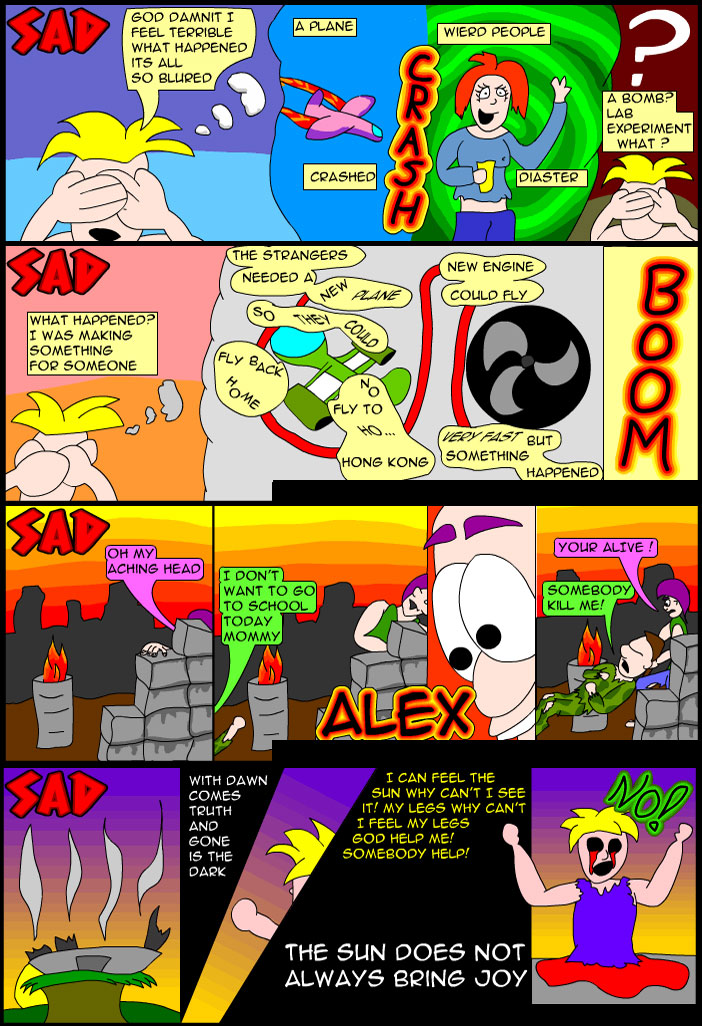 SAD
GOD DAMNIT I
FEEL TERRIBLE
WHAT HAPPENED
ITS ALL
SO BLURED
A PLANE
CRASHED
CRASH
WIERD PEOPLE
DIASTER
?
A BOMB?
LAB
EXPERIMENT
WHAT ?
SAD
WHAT HAPPENED?
I WAS MAKING
SOMETHING
FOR SOMEONE
THE STRANGERS
NEEDED A
NEW PLANE
SO THEY COULD
FLY BACK
HOME
NO
FLY TO
HO...
HONG KONG
NEW ENGINE
COULD FLY
VERY FAST BUT
SOMETHING
HAPPENED
BOOM
SAD
OH MY
ACHING HEAD
I DON'T
WANT TO GO
TO SCHOOL
TODAY
MOMMY
ALEX
YOUR ALIVE !
SOMEBODY
KILL ME!
SAD
WITH DAWN
COMES
TRUTH
AND
GONE
IS THE
DARK
I CAN FEEL THE
SUN WHY CAN'T I SEE
IT! MY LEGS WHY CAN'T
I FEEL MY LEGS
GOD HELP ME!
SOMEBODY HELP!
NO!
THE SUN DOES NOT
ALWAYS BRING JOY